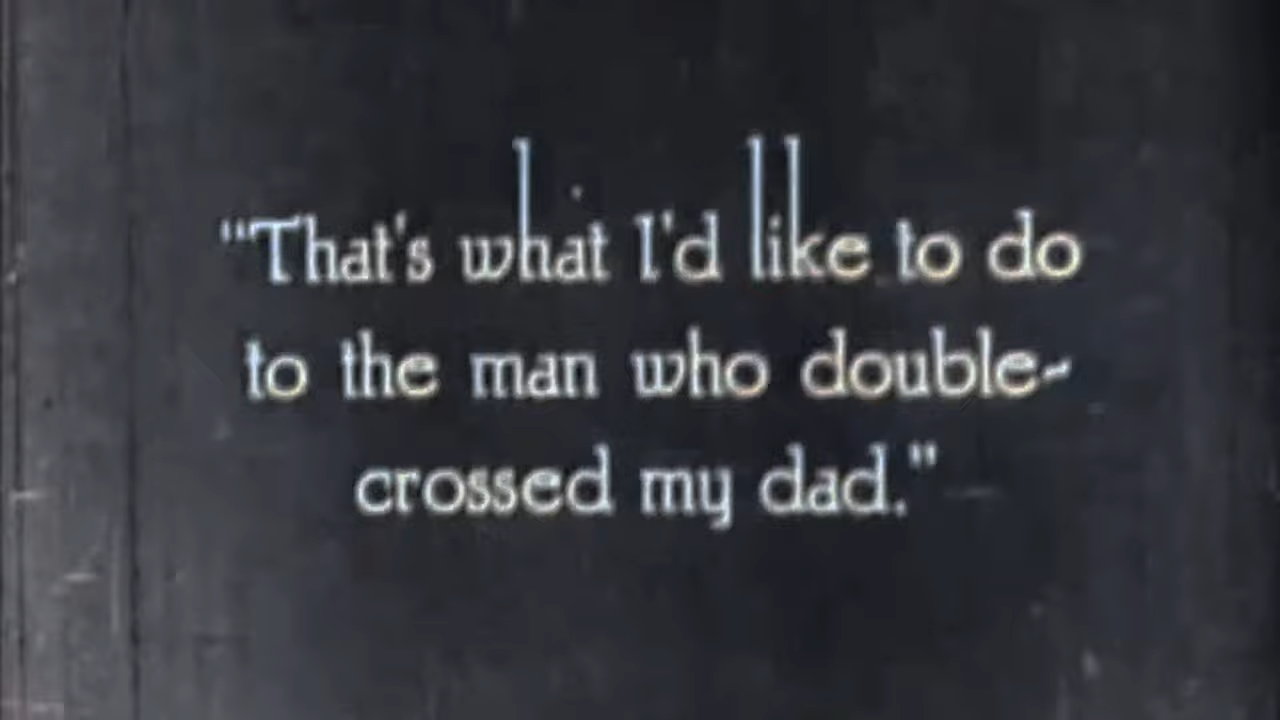 "That's what I'd like to do
to the man who double-
crossed my dad."